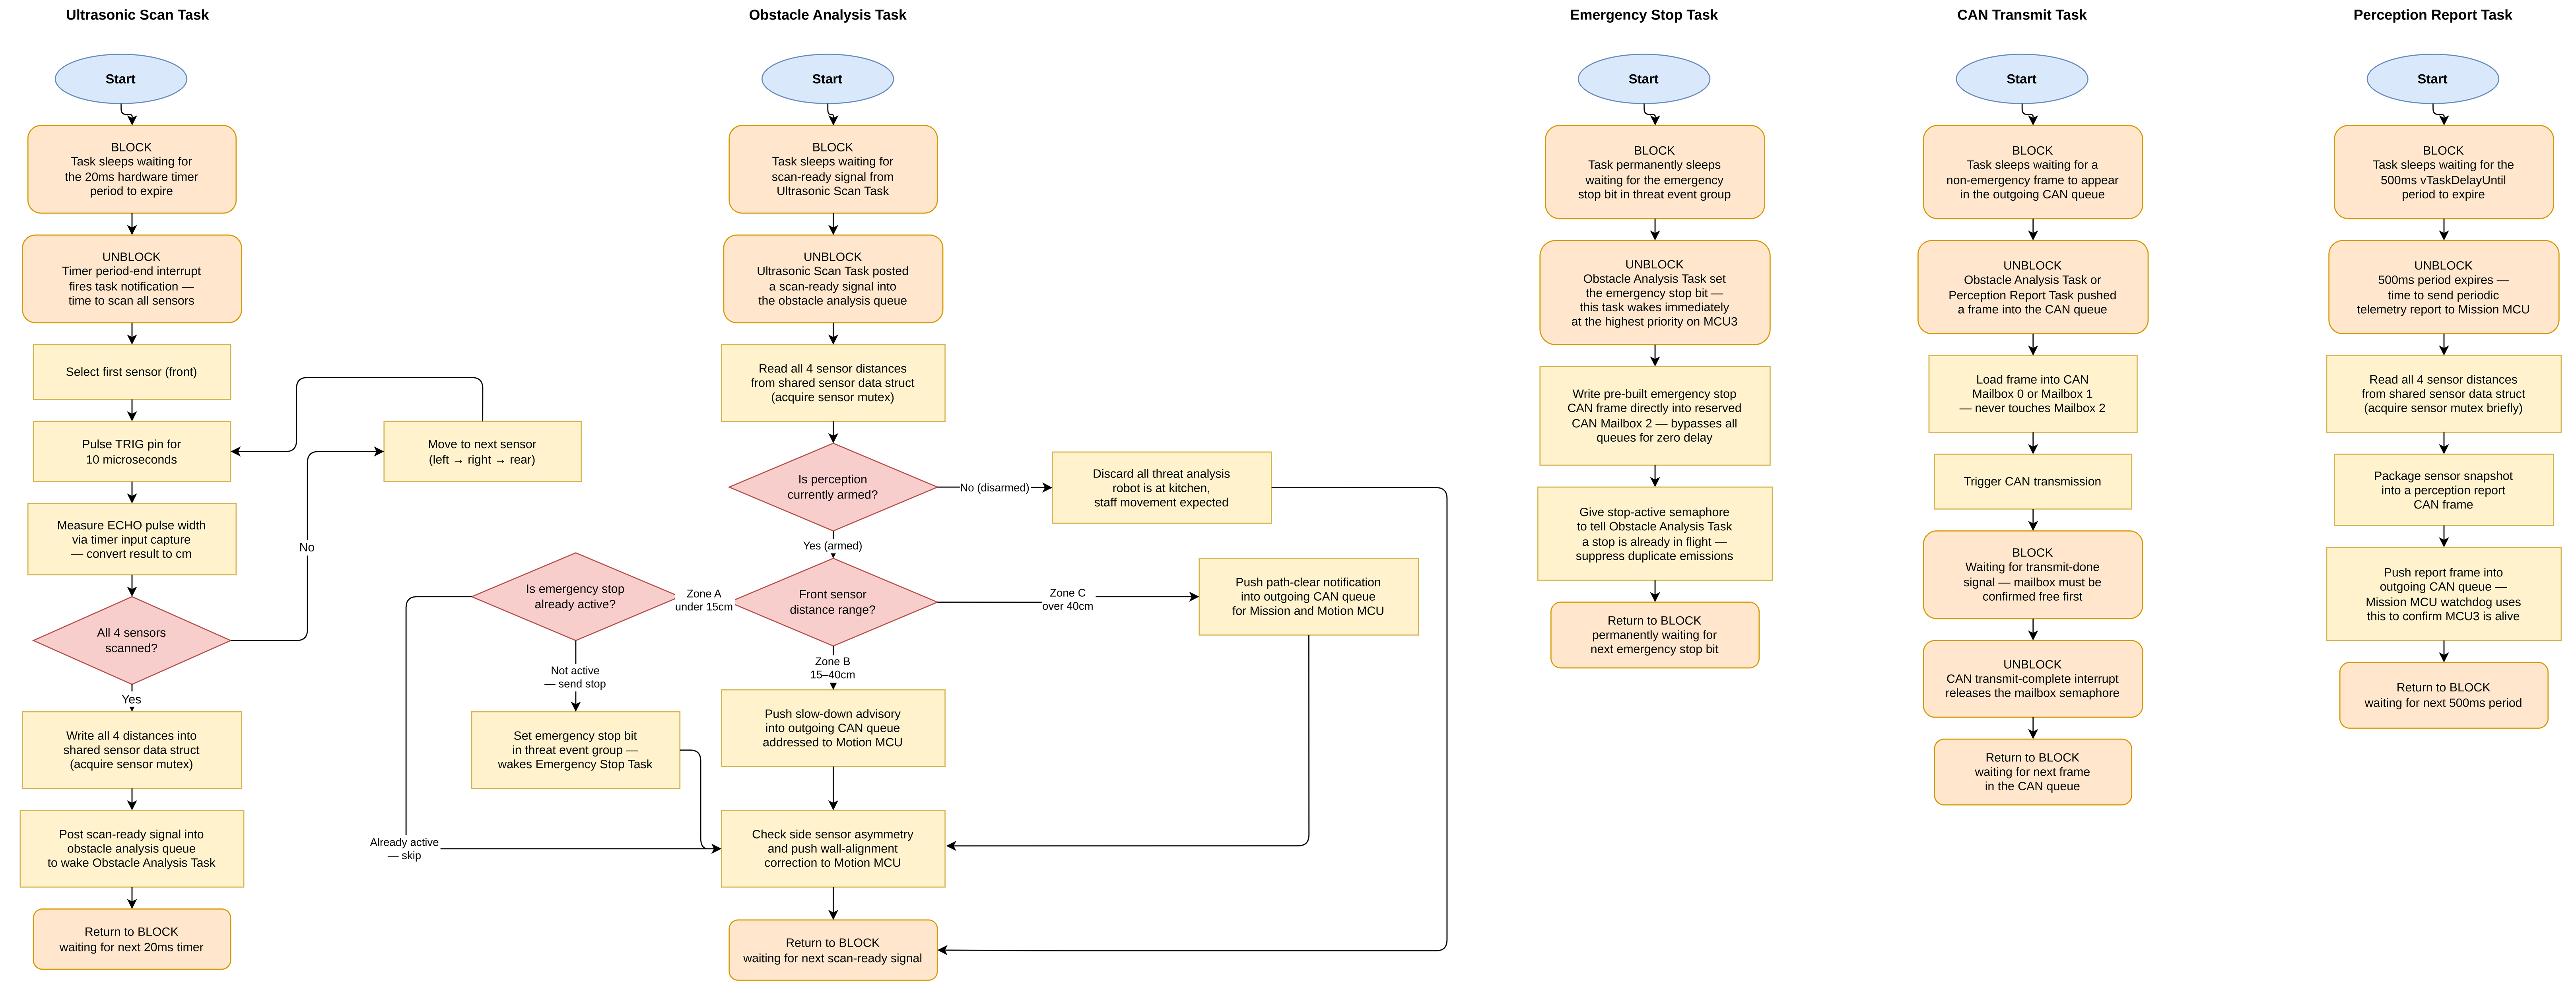 Ultrasonic Scan Task
Start
BLOCK
Task sleeps waiting for
the 20ms hardware timer
period to expire
UNBLOCK
Timer period-end interrupt
fires task notification —
time to scan all sensors
Select first sensor (front)
Pulse TRIG pin for
10 microseconds
Move to next sensor
(left → right → rear)
Measure ECHO pulse width
via timer input capture
— convert result to cm
No
All 4 sensors
scanned?
Yes
Write all 4 distances into
shared sensor data struct
(acquire sensor mutex)
Post scan-ready signal into
obstacle analysis queue
to wake Obstacle Analysis Task
Return to BLOCK
waiting for next 20ms timer
Obstacle Analysis Task
Start
BLOCK
Task sleeps waiting for
scan-ready signal from
Ultrasonic Scan Task
UNBLOCK
Ultrasonic Scan Task posted
a scan-ready signal into
the obstacle analysis queue
Read all 4 sensor distances
from shared sensor data struct
(acquire sensor mutex)
Is perception
currently armed?
No (disarmed)
Discard all threat analysis
robot is at kitchen,
staff movement expected
Yes (armed)
Front sensor
distance range?
Zone A
under 15cm
Is emergency stop
already active?
Zone C
over 40cm
Push path-clear notification
into outgoing CAN queue
for Mission and Motion MCU
Not active
— send stop
Zone B
15–40cm
Set emergency stop bit
in threat event group —
wakes Emergency Stop Task
Push slow-down advisory
into outgoing CAN queue
addressed to Motion MCU
Already active
— skip
Check side sensor asymmetry
and push wall-alignment
correction to Motion MCU
Return to BLOCK
waiting for next scan-ready signal
Emergency Stop Task
Start
BLOCK
Task permanently sleeps
waiting for the emergency
stop bit in threat event group
UNBLOCK
Obstacle Analysis Task set
the emergency stop bit —
this task wakes immediately
at the highest priority on MCU3
Write pre-built emergency stop
CAN frame directly into reserved
CAN Mailbox 2 — bypasses all
queues for zero delay
Give stop-active semaphore
to tell Obstacle Analysis Task
a stop is already in flight —
suppress duplicate emissions
Return to BLOCK
permanently waiting for
next emergency stop bit
CAN Transmit Task
Start
BLOCK
Task sleeps waiting for a
non-emergency frame to appear
in the outgoing CAN queue
UNBLOCK
Obstacle Analysis Task or
Perception Report Task pushed
a frame into the CAN queue
Load frame into CAN
Mailbox 0 or Mailbox 1
— never touches Mailbox 2
Trigger CAN transmission
BLOCK
Waiting for transmit-done
signal — mailbox must be
confirmed free first
UNBLOCK
CAN transmit-complete interrupt
releases the mailbox semaphore
Return to BLOCK
waiting for next frame
in the CAN queue
Perception Report Task
Start
BLOCK
Task sleeps waiting for the
500ms vTaskDelayUntil
period to expire
UNBLOCK
500ms period expires —
time to send periodic
telemetry report to Mission MCU
Read all 4 sensor distances
from shared sensor data struct
(acquire sensor mutex briefly)
Package sensor snapshot
into a perception report
CAN frame
Push report frame into
outgoing CAN queue —
Mission MCU watchdog uses
this to confirm MCU3 is alive
Return to BLOCK
waiting for next 500ms period